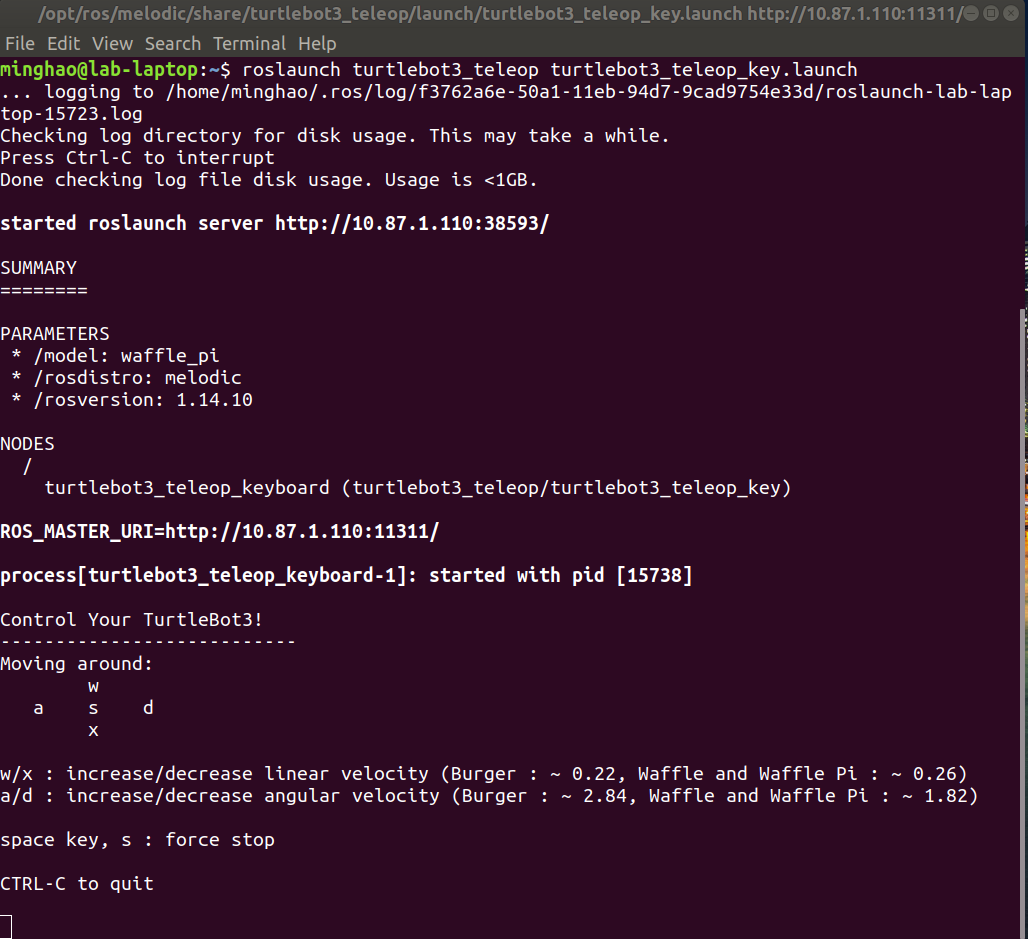 /opt/ros/melodic/share/turtlebot3_teleop/launch/turtlebot3_teleop_key.launch http://10.87.1.110:11311/
File Edit View Search Terminal Help
minghao@lab-laptop:~$ roslaunch turtlebot3_teleop turtlebot3_teleop_key.launch
... logging to /home/minghao/.ros/log/f3762a6e-50a1-11eb-94d7-9cad9754e33d/roslaunch-lab-lap
top-15723.log
Checking log directory for disk usage. This may take a while.
Press Ctrl-C to interrupt
Done checking log file disk usage. Usage is <1GB.
started roslaunch server http://10.87.1.110:38593/
SUMMARY
========
PARAMETERS
* /model: waffle_pi
* /rosdistro: melodic
* /rosversion: 1.14.10
NODES
/
turtlebot3_teleop_keyboard (turtlebot3_teleop/turtlebot3_teleop_key)
ROS_MASTER_URI=http://10.87.1.110:11311/
process[turtlebot3_teleop_keyboard-1]: started with pid [15738]
Control Your TurtleBot3!
---------------------------
Moving around:
w
a s d
x
w/x : increase/decrease linear velocity (Burger : ~ 0.22, Waffle and Waffle Pi : ~ 0.26)
a/d : increase/decrease angular velocity (Burger : ~ 2.84, Waffle and Waffle Pi : ~ 1.82)
space key, s : force stop
CTRL-C to quit